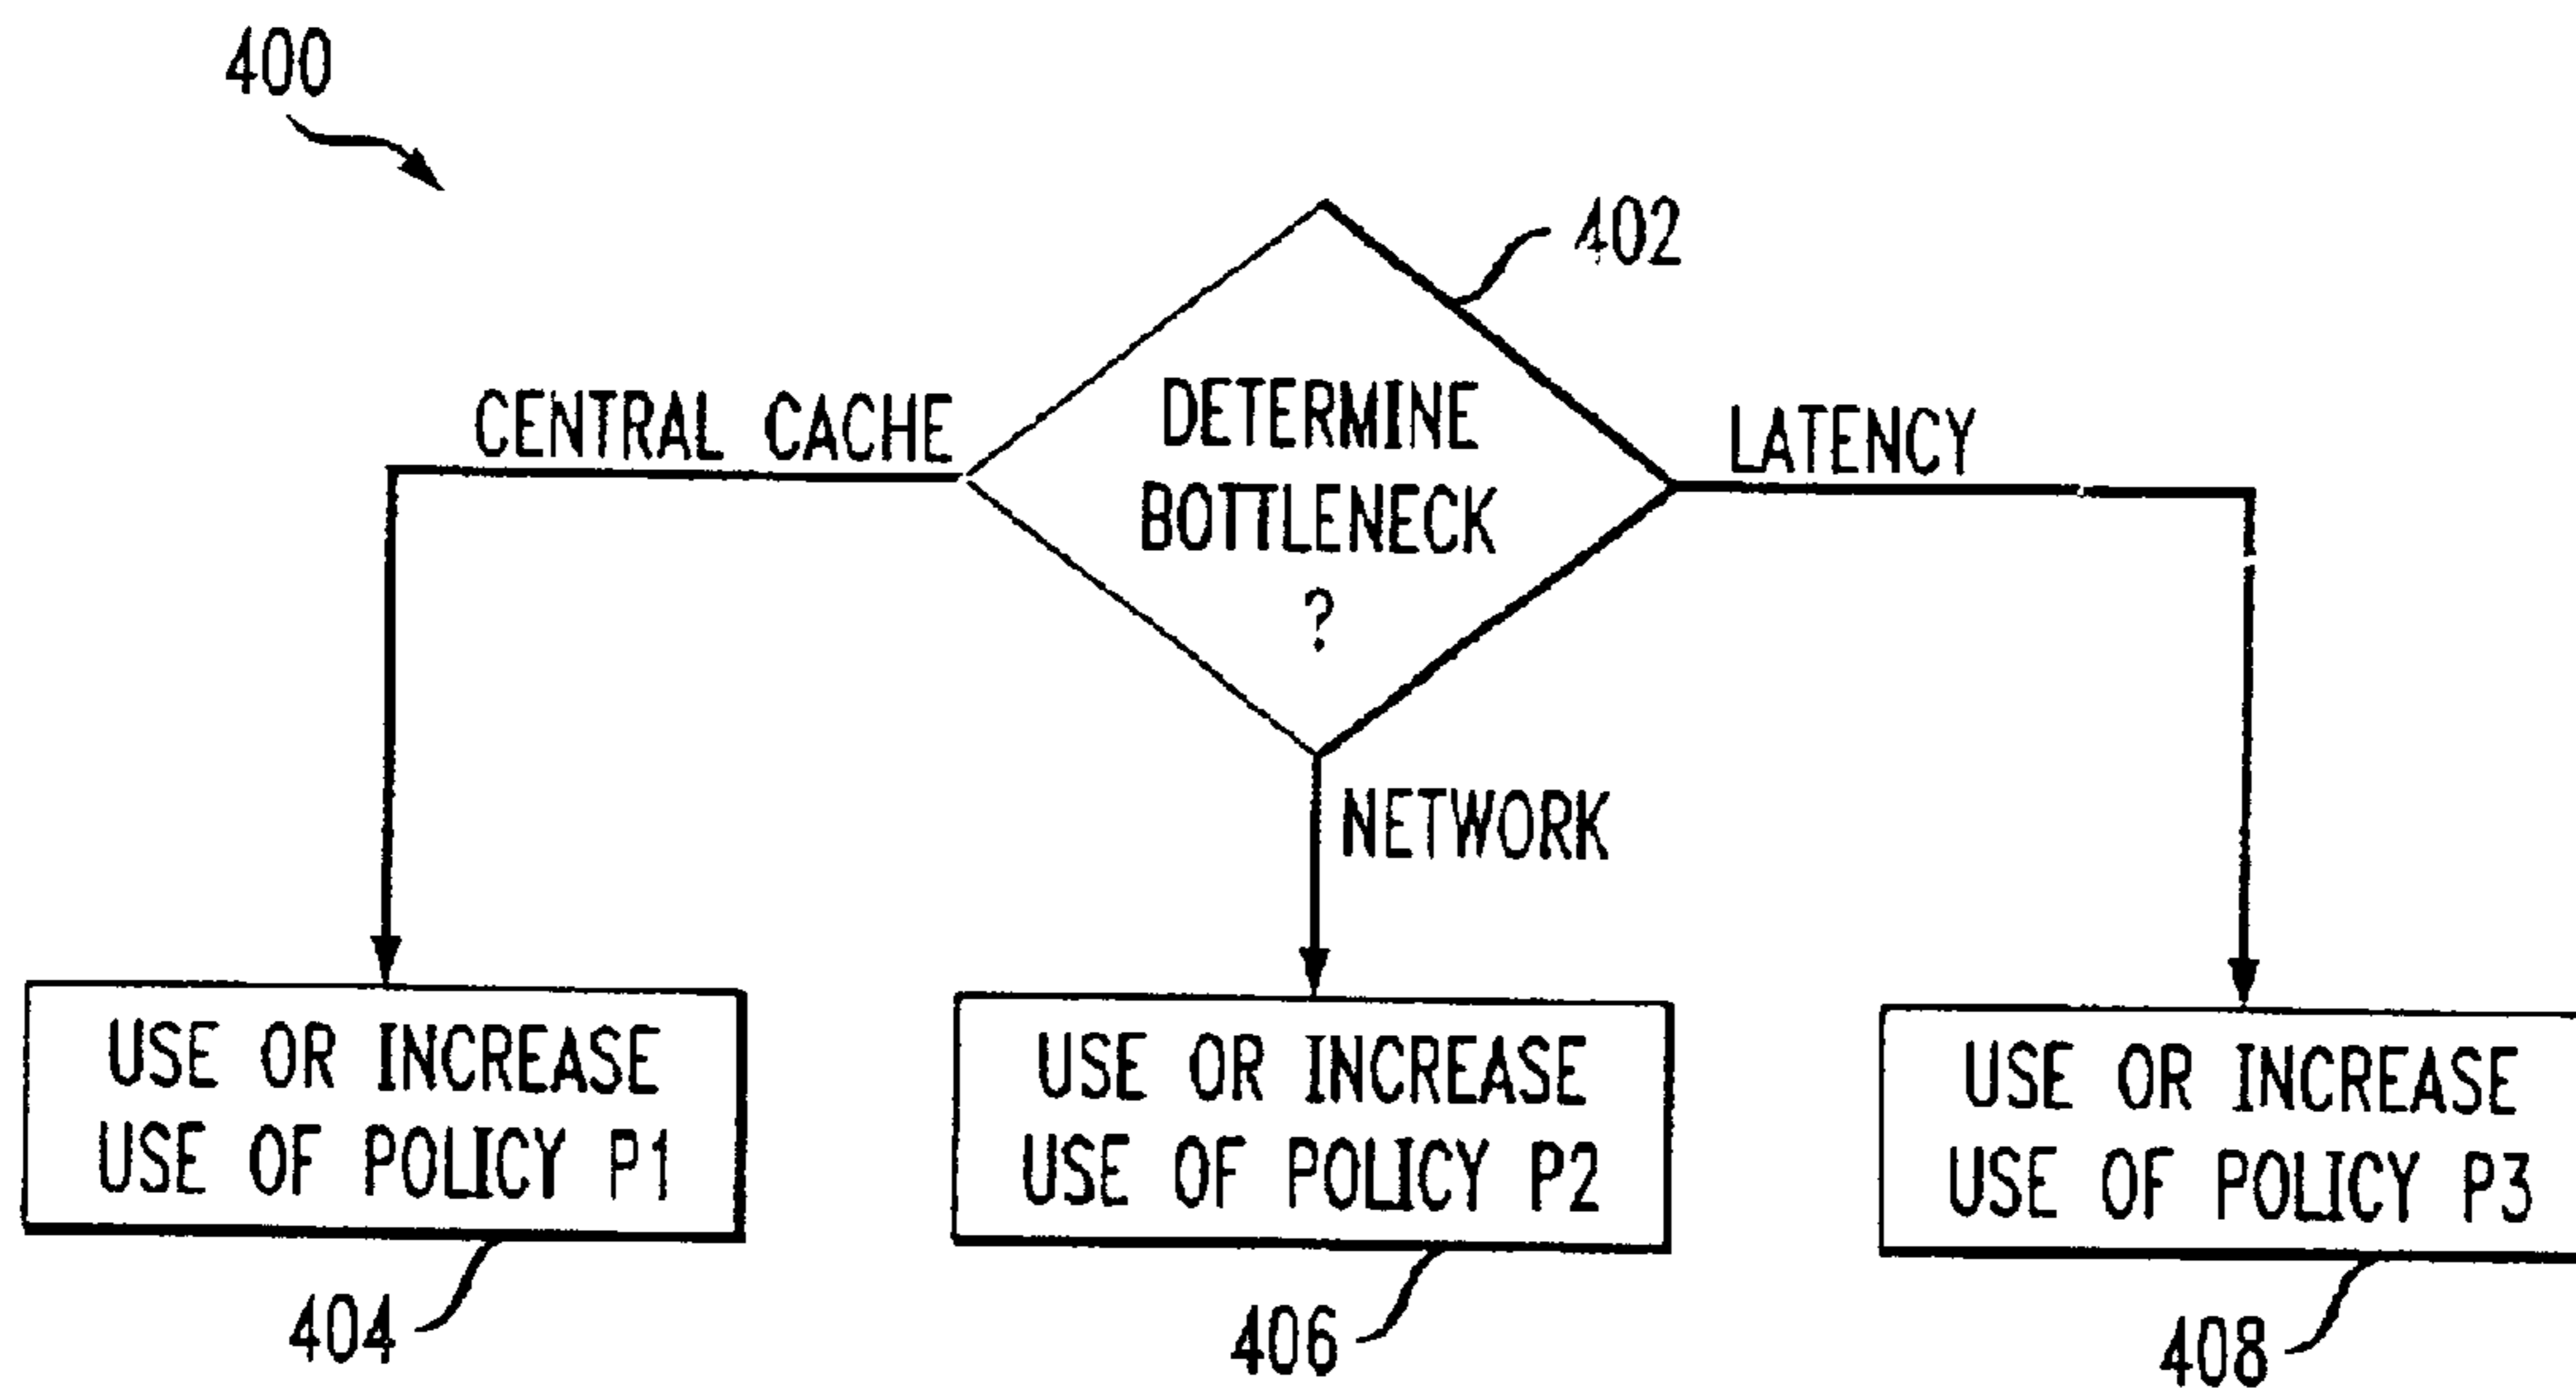 400
402
DETERMINE
BOTTLENECK
?
CENTRAL CACHE
LATENCY
NETWORK
USE OR INCREASE
USE OF POLICY P1
USE OR INCREASE
USE OF POLICY P2
USE OR INCREASE
USE OF POLICY P3
404
406
408